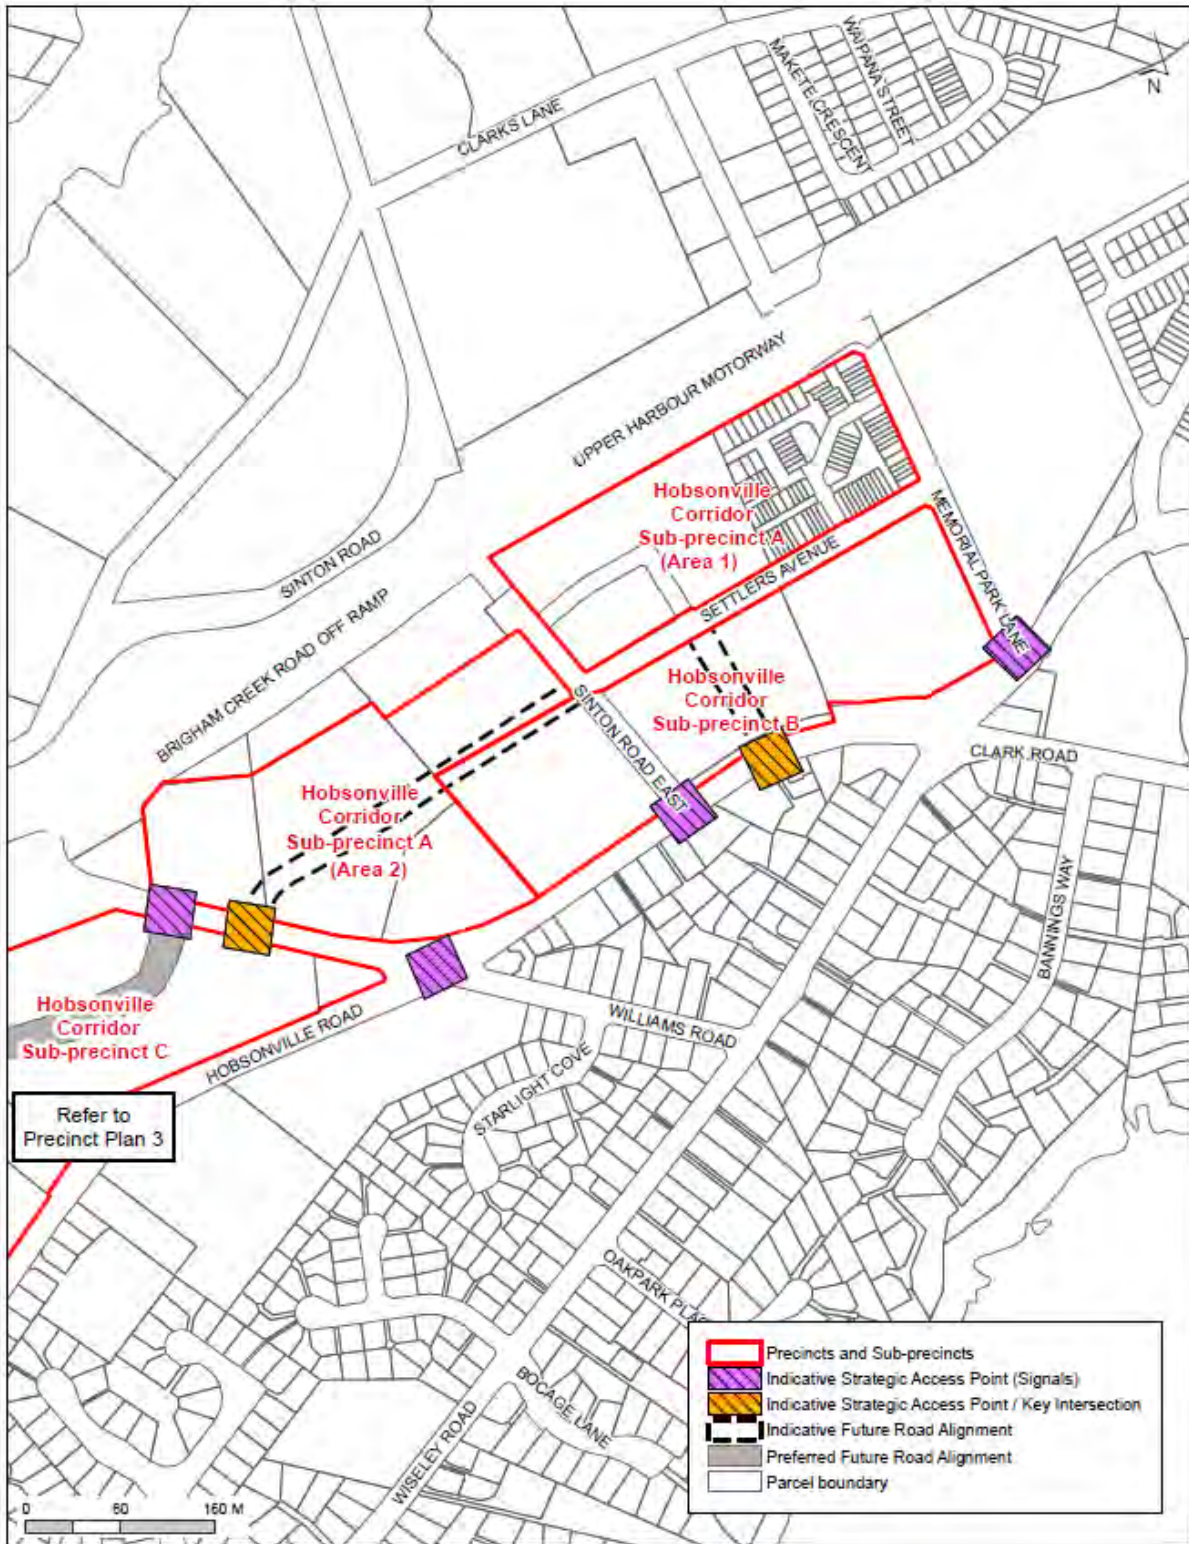 WAIPANA STREET
MAKETE CRESCENT
N
CLARKS LANE
UPPER HARBOUR MOTORWAY
Hobsonville
Corridor
Sub-precinct A
(Area 1)
MEMORIAL PARK LANE
SINTON ROAD
SETTLERS AVENUE
BRIGHAM CREEK ROAD OFF RAMP
Hobsonville
Corridor
Sub-precinct B
SINTON ROAD EAST
CLARK ROAD
Hobsonville
Corridor
Sub-precinct A
(Area 2)
BANNINGS WAY
Hobsonville
Corridor
Sub-precinct C
HOBSONVILLE ROAD
WILLIAMS ROAD
STARLIGHT COVE
Refer to
Precinct Plan 3
OAKPARK PLAC
BOCAGE LANE
WISELEY ROAD
Precincts and Sub-precincts
Indicative Strategic Access Point (Signals)
Indicative Strategic Access Point / Key Intersection
Indicative Future Road Alignment
Preferred Future Road Alignment
Parcel boundary
0 80 160 M